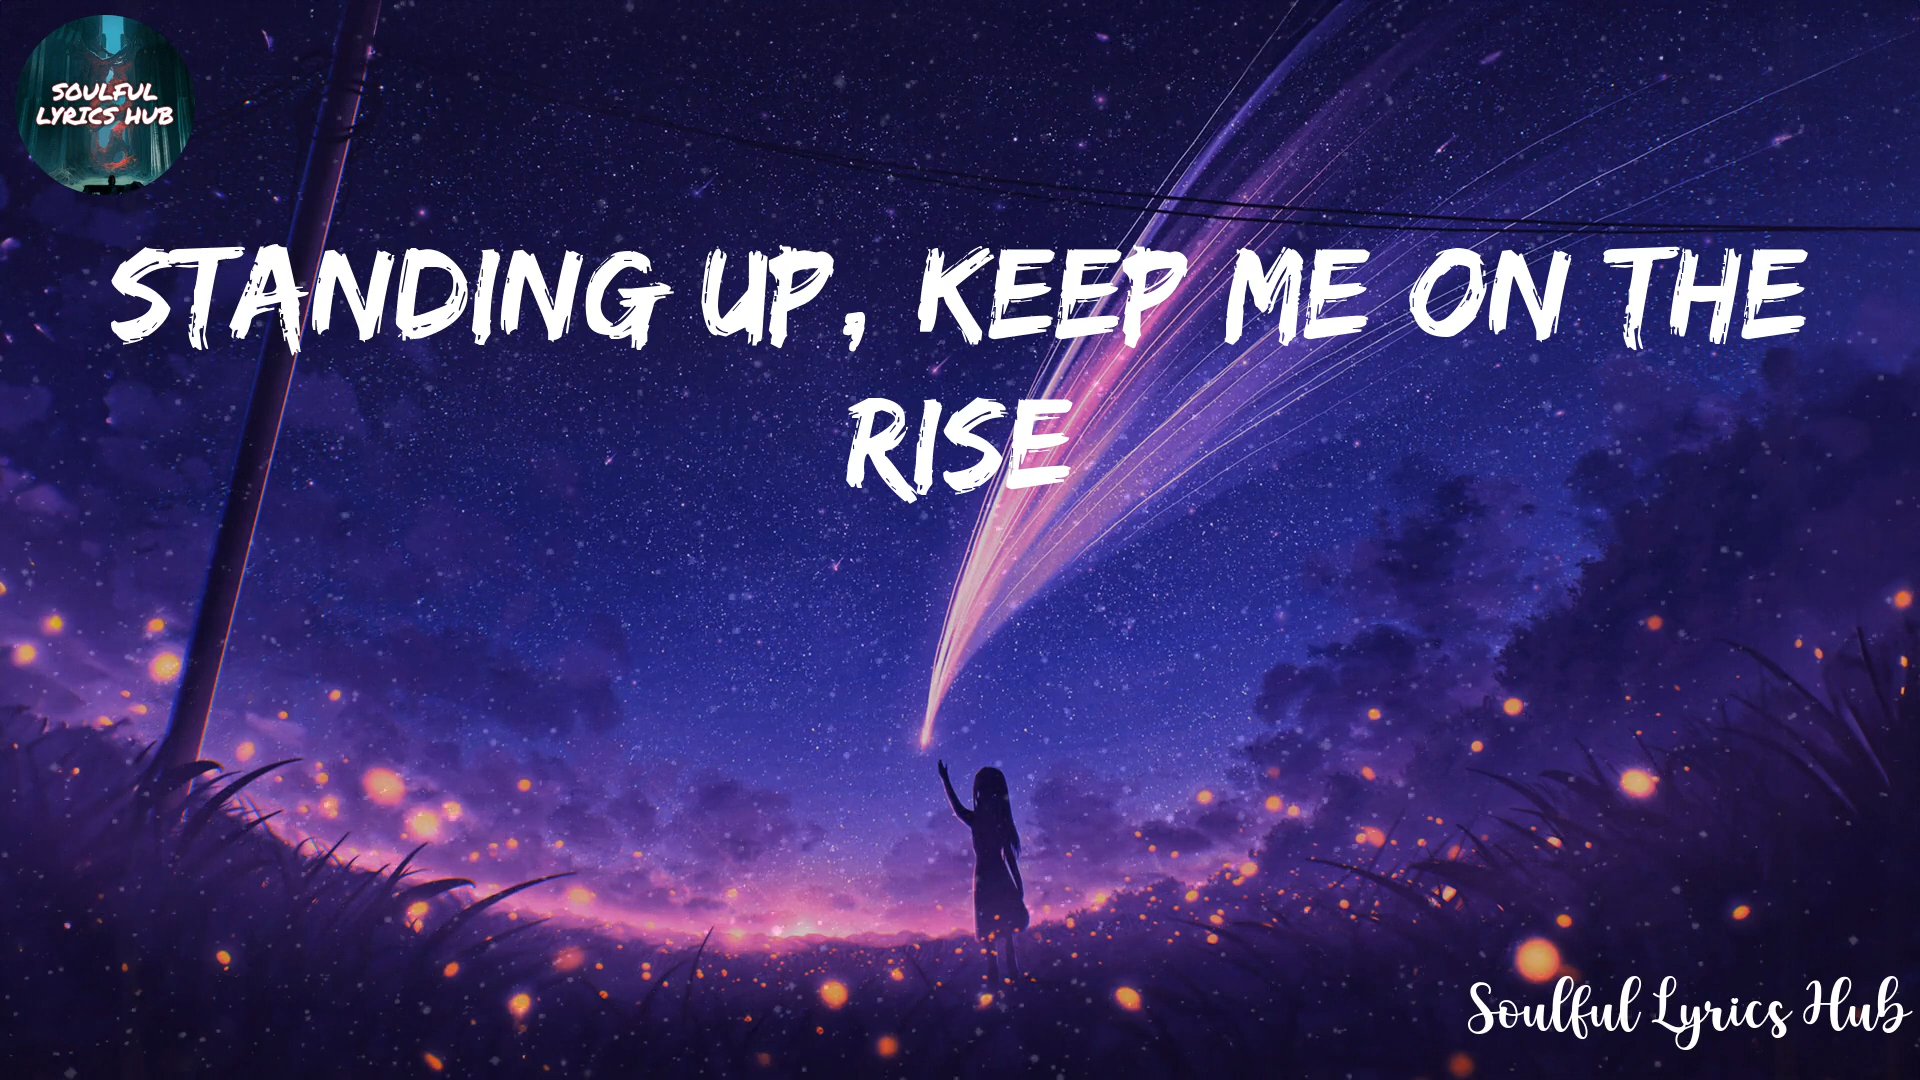 SOULFUL
LYRICS HUB
STANDING UP, KEEP ME ON THE
RISE
Soulful Lyrics Hub